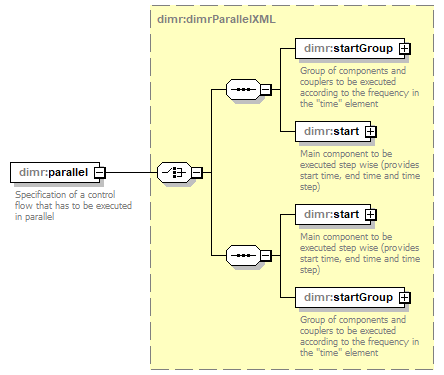 dimr:dimrParallelXML
dimr:startGroup
Group of components and
couplers to be executed
according to the frequency in
the "time" element
dimr:start
Main component to be
executed step wise (provides
start time, end time and time
step)
dimr:parallel
Specification of a control
flow that has to be executed
in parallel
dimr:start
Main component to be
executed step wise (provides
start time, end time and time
step)
dimr:startGroup
Group of components and
couplers to be executed
according to the frequency in
the "time" element